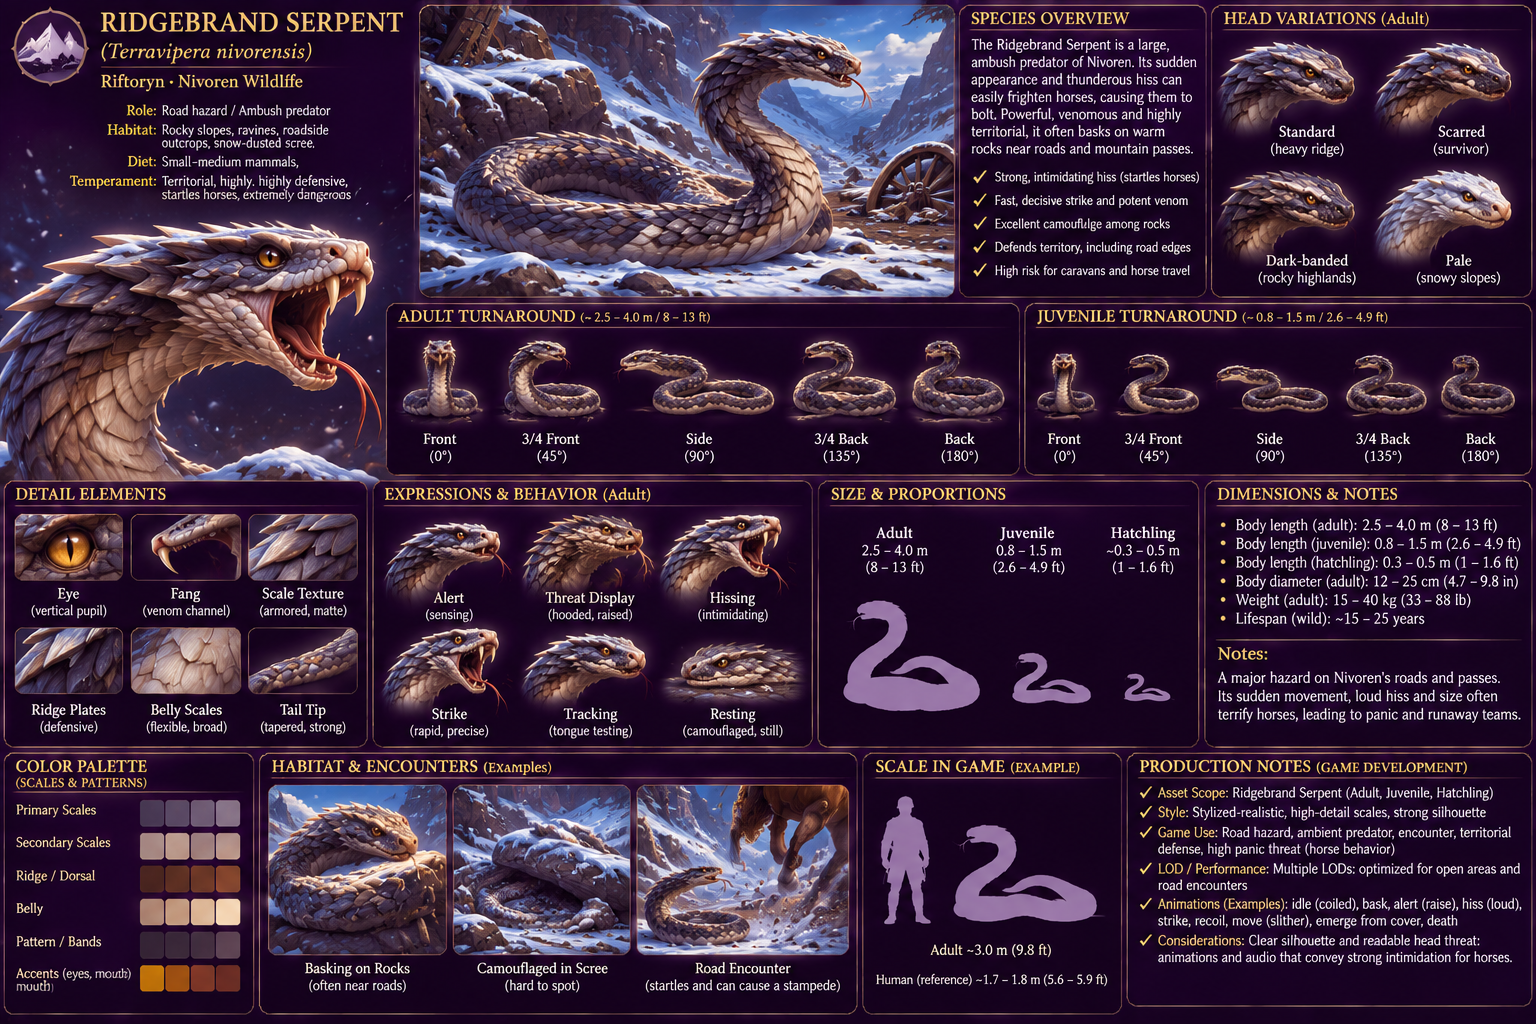 RIDGEBRAND SERPENT
(Terravipera nivorensis)
Riftoryn · Nivoren Wildlffe
Role: Road hazard / Ambush predator
Habitat: Rocky slopes, ravines, roadside
outcrops, snow-dusted scree.
Diet: Small-medium mammals,
Temperament: Territorial, highly. highly defensive,
startles horses, extremely dangerous
SPECIES OVERVIEW
The Ridgebrand Serpent is a large,
ambush predator of Nivoren. Its sudden
appearance and thunderous hiss can
easily frighten horses, causing them to
bolt. Powerful, venomous and highly
territorial, it often basks on warm
rocks near roads and mountain passes.
✓ Strong, intimidating hiss (startles horses)
✓ Fast, decisive strike and potent venom
✓ Excellent camouflage among rocks
✓ Defends territory, including road edges
✓ High risk for caravans and horse travel
HEAD VARIATIONS (Adult)
Standard
(heavy ridge)
Scarred
(survivor)
Dark-banded
(rocky highlands)
Pale
(snowy slopes)
ADULT TURNAROUND (~ 2.5 – 4.0 m / 8 – 13 ft)
Front
(0°)
3/4 Front
(45°)
Side
(90°)
3/4 Back
(135°)
Back
(180°)
JUVENILE TURNAROUND (~ 0.8 – 1.5 m / 2.6 – 4.9 ft)
Front
(0°)
3/4 Front
(45°)
Side
(90°)
3/4 Back
(135°)
Back
(180°)
DETAIL ELEMENTS
Eye
(vertical pupil)
Fang
(venom channel)
Scale Texture
(armored, matte)
Ridge Plates
(defensive)
Belly Scales
(flexible, broad)
Tail Tip
(tapered, strong)
EXPRESSIONS & BEHAVIOR (Adult)
Alert
(sensing)
Threat Display
(hooded, raised)
Hissing
(intimidating)
Strike
(rapid, precise)
Tracking
(tongue testing)
Resting
(camouflaged, still)
SIZE & PROPORTIONS
Adult
2.5 – 4.0 m
(8 – 13 ft)
Juvenile
0.8 – 1.5 m
(2.6 – 4.9 ft)
Hatchling
~0.3 – 0.5 m
(1 – 1.6 ft)
DIMENSIONS & NOTES
• Body length (adult): 2.5 – 4.0 m (8 – 13 ft)
• Body length (juvenile): 0.8 – 1.5 m (2.6 – 4.9 ft)
• Body length (hatchling): 0.3 – 0.5 m (1 – 1.6 ft)
• Body diameter (adult): 12 – 25 cm (4.7 – 9.8 in)
• Weight (adult): 15 – 40 kg (33 – 88 lb)
• Lifespan (wild): ~15 – 25 years
Notes:
A major hazard on Nivoren's roads and passes.
Its sudden movement, loud hiss and size often
terrify horses, leading to panic and runaway teams.
COLOR PALETTE
(SCALES & PATTERNS)
Primary Scales
Secondary Scales
Ridge / Dorsal
Belly
Pattern / Bands
Accents (eyes, mouth)
mouth)
HABITAT & ENCOUNTERS (Examples)
Basking on Rocks
(often near roads)
Camouflaged in Scree
(hard to spot)
Road Encounter
(startles and can cause a stampede)
SCALE IN GAME (EXAMPLE)
Adult ~3.0 m (9.8 ft)
Human (reference) ~1.7 – 1.8 m (5.6 – 5.9 ft)
PRODUCTION NOTES (GAME DEVELOPMENT)
✓ Asset Scope: Ridgebrand Serpent (Adult, Juvenile, Hatchling)
✓ Style: Stylized-realistic, high-detail scales, strong silhouette
✓ Game Use: Road hazard, ambient predator, encounter, territorial
defense, high panic threat (horse behavior)
✓ LOD / Performance: Multiple LODs: optimized for open areas and
road encounters
✓ Animations (Examples): idle (coiled), bask, alert (raise), hiss (loud),
strike, recoil, move (slither), emerge from cover, death
✓ Considerations: Clear silhouette and readable head threat:
animations and audio that convey strong intimidation for horses.